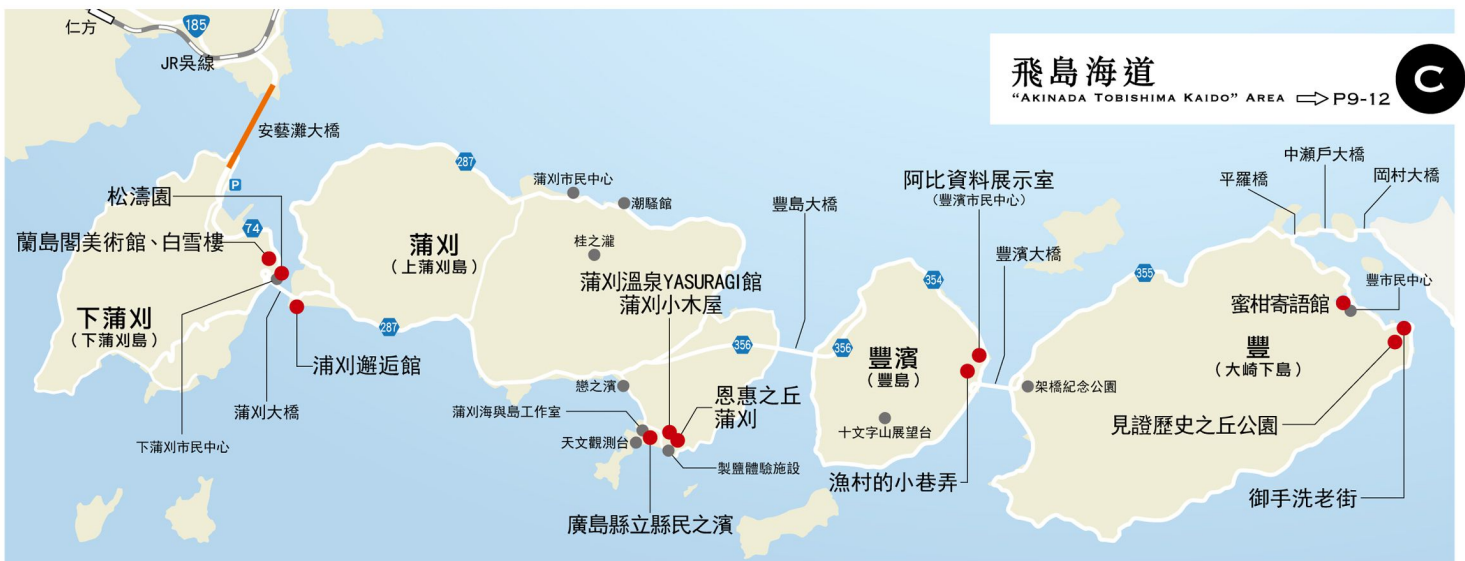 仁方
185
JR吳線
飛島海道
"AKINADA TOBISHIMA KAIDO" AREA ⇨ P9-12
C
安藝灘大橋
P
松濤園
74
蘭島閣美術館、白雪樓
下蒲刈
(下蒲刈島)
下蒲刈市民中心
蒲刈大橋
浦刈邂逅館
287
287
蒲刈
(上蒲刈島)
蒲刈市民中心
潮騷館
桂之瀧
蒲刈溫泉YASURAGI館
蒲刈小木屋
356
戀之濱
蒲刈海與島工作室
天文觀測台
恩惠之丘
蒲刈
製鹽體驗施設
廣島縣立縣民之濱
豐島大橋
356
354
豐濱
(豐島)
十文字山展望台
阿比資料展示室
(豐濱市民中心)
漁村的小巷弄
豐濱大橋
架橋紀念公園
355
平羅橋
中瀨戶大橋
岡村大橋
蜜柑寄語館
豐市民中心
豐
(大崎下島)
見證歷史之丘公園
御手洗老街